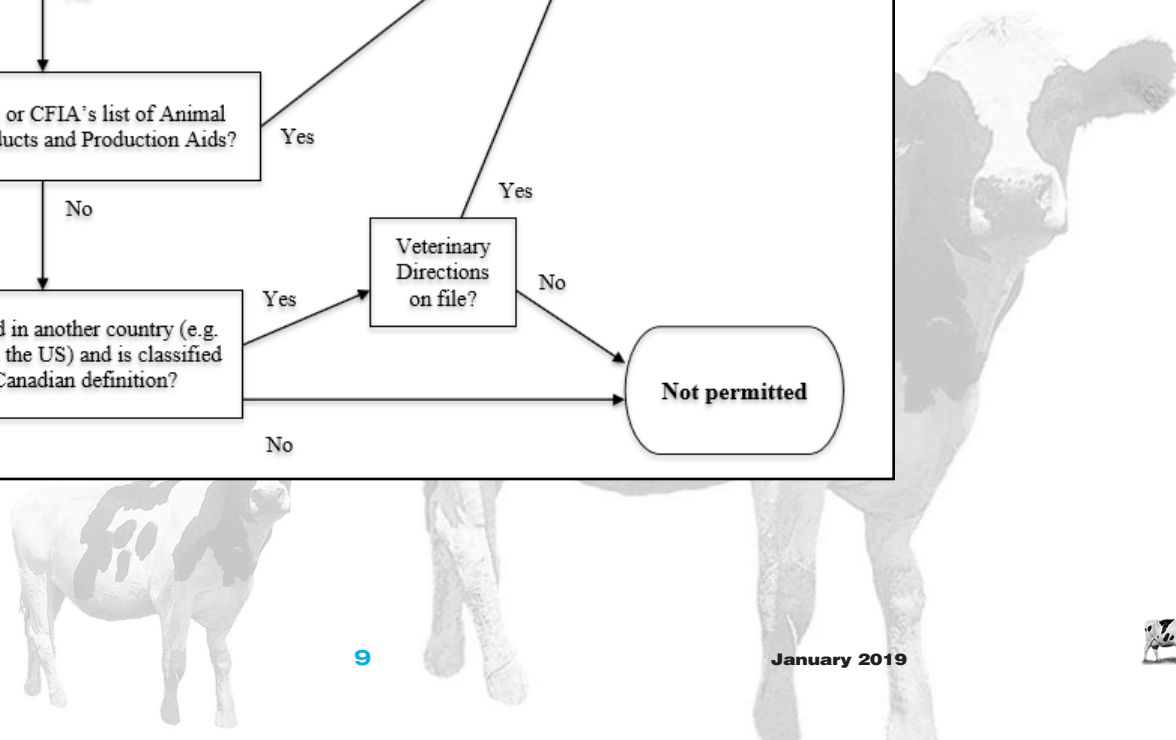 or CFIA's list of Animal
ucts and Production Aids?
Yes
No
Yes
Veterinary
Directions
on file?
No
Yes
in another country (e.g.
the US) and is classified
Canadian definition?
Not permitted
No
9
January 2019